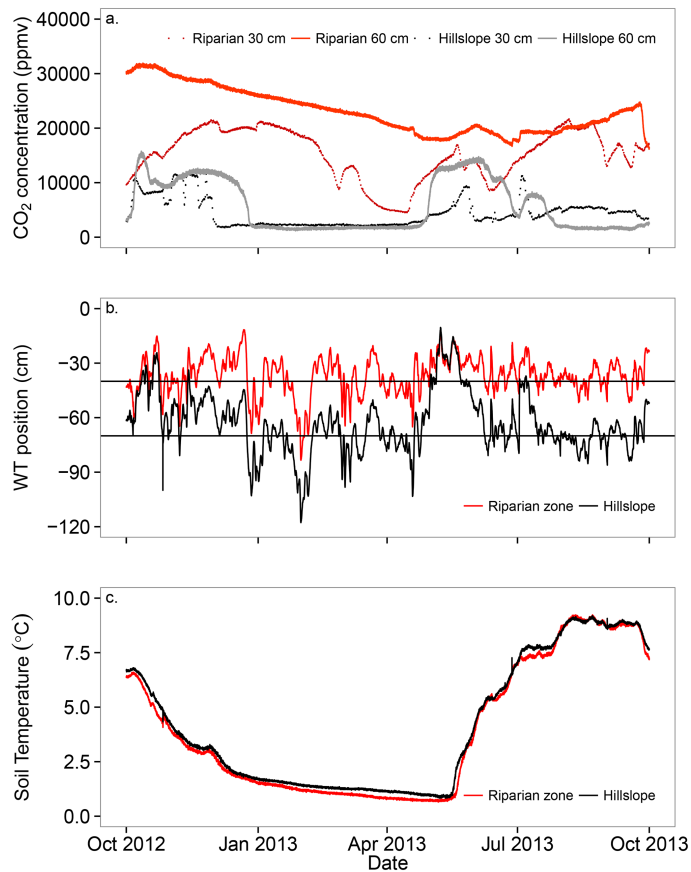 a.
Riparian 30 cm Riparian 60 cm Hillslope 30 cm Hillslope 60 cm
CO2 concentration (ppmv)
40000
30000
20000
10000
0
b.
WT position (cm)
0
−30
−60
−90
−120
Riparian zone Hillslope
c.
Soil Temperature (°C)
10.0
7.5
5.0
2.5
0.0
Riparian zone Hillslope
Oct 2012 Jan 2013 Apr 2013 Jul 2013 Oct 2013
Date